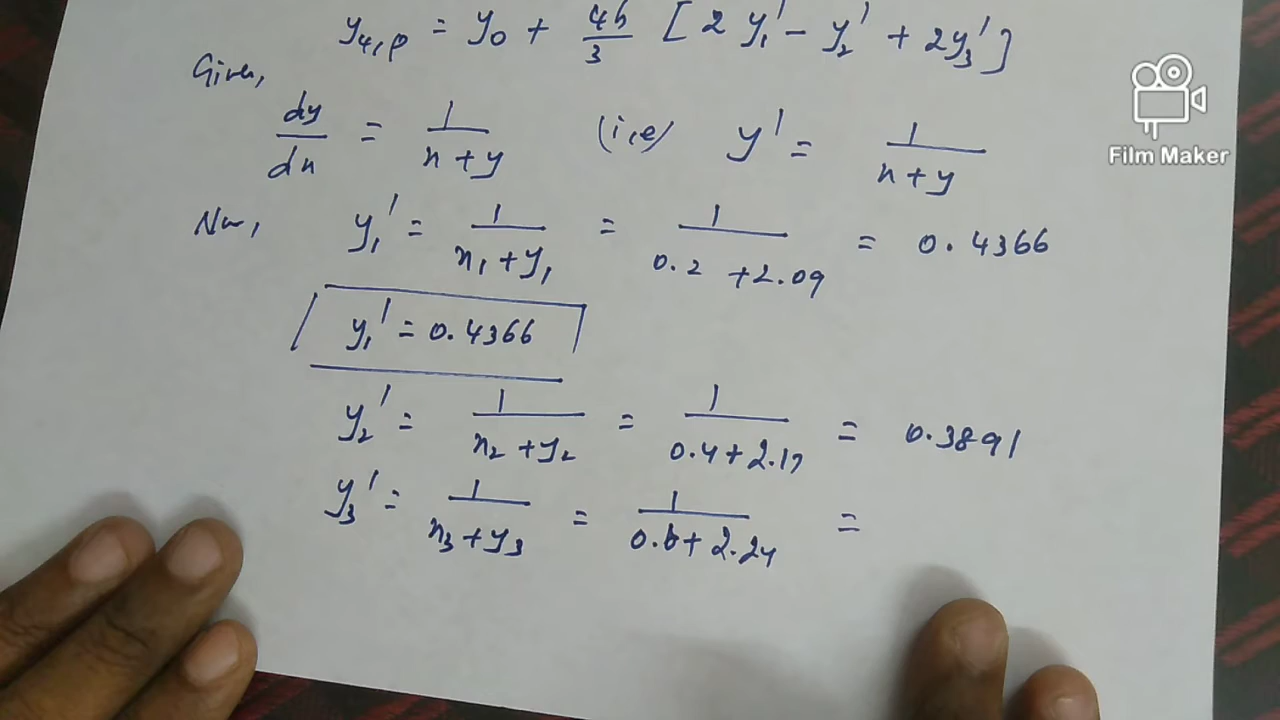 y4,p = y0 + 4h/3 [2 y1' - y2' + 2y3']
Given,
dy/dx = 1/(x+y) (i,e) y' = 1/(x+y)
Film Maker
Now, y1' = 1/(x1+y1) = 1/(0.2 +2.09) = 0.4366
y1' = 0.4366
y2' = 1/(x2+y2) = 1/(0.4+2.17) = 0.3891
y3' = 1/(x3+y3) = 1/(0.6+2.24) =